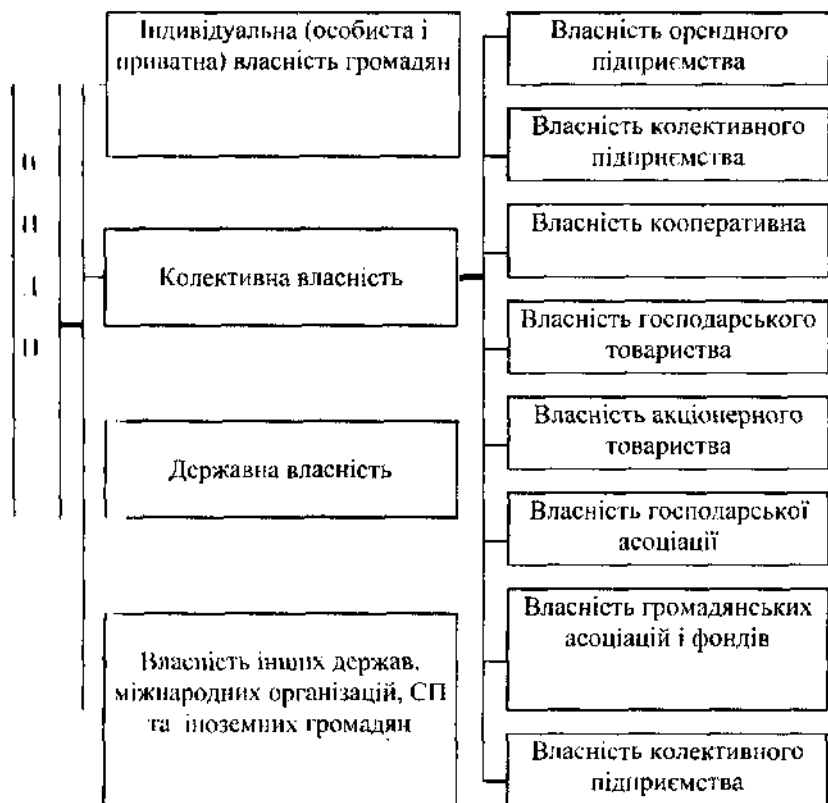 Індивідуальна (особиста і
приватна) власність громадян
Колективна власність
Державна власність
Власність інших держав,
міжнародних організацій, СП
та іноземних громадян
Власність орендного
підприємства
Власність колективного
підприємства
Власність кооперативна
Власність господарського
товариства
Власність акціонерного
товариства
Власність господарської
асоціації
Власність громадянських
асоціацій і фондів
Власність колективного
підприємства